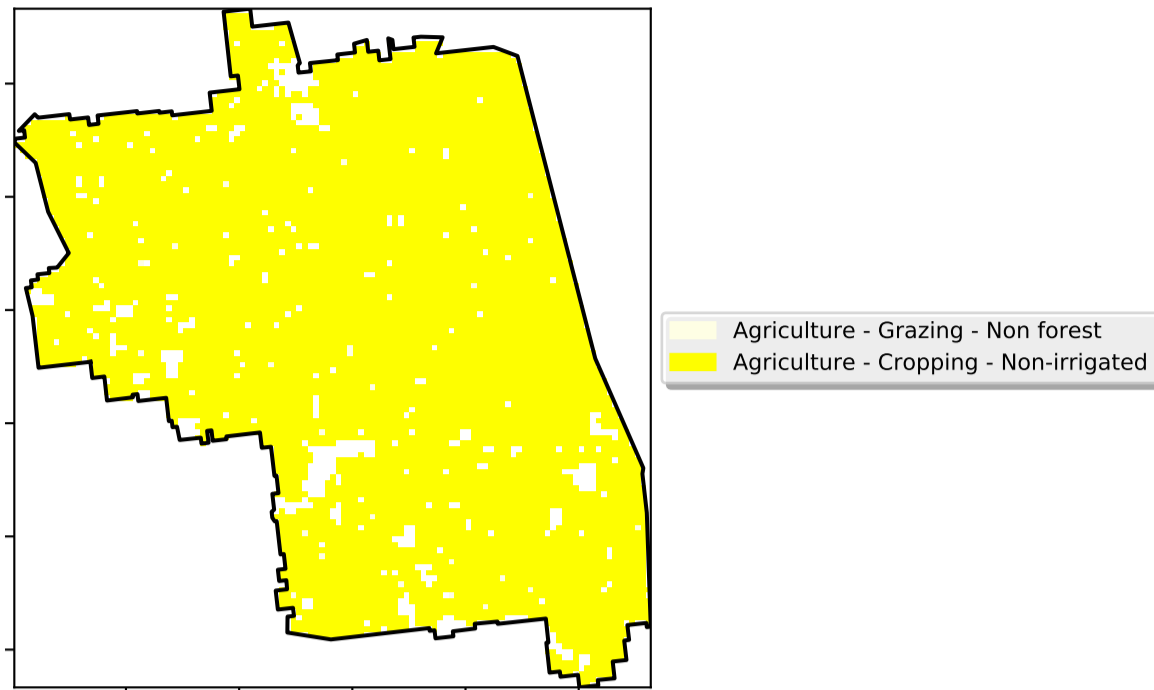 Agriculture - Grazing - Non forest
Agriculture - Cropping - Non-irrigated